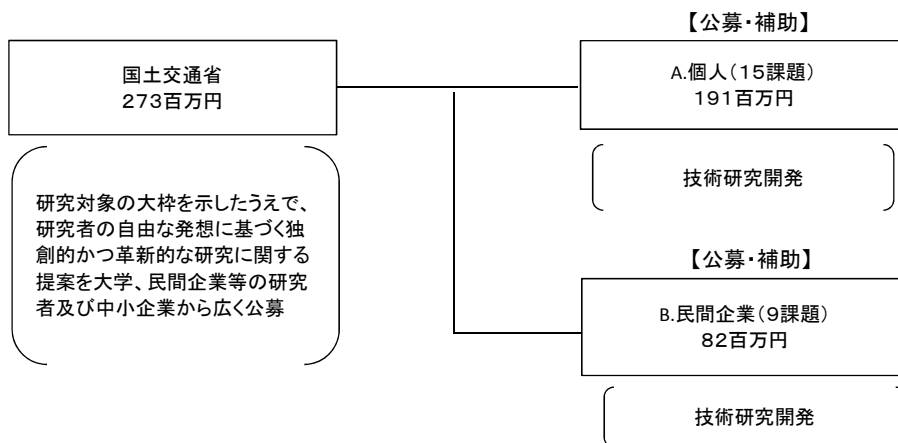 国土交通省
２７３百万円
研究対象の大枠を示したうえで、
研究者の自由な発想に基づく独
創的かつ革新的な研究に関する
提案を大学、民間企業等の研究
者及び中小企業から広く公募
【公募・補助】
A.個人（１５課題）
１９１百万円
技術研究開発
【公募・補助】
B.民間企業（９課題）
８２百万円
技術研究開発